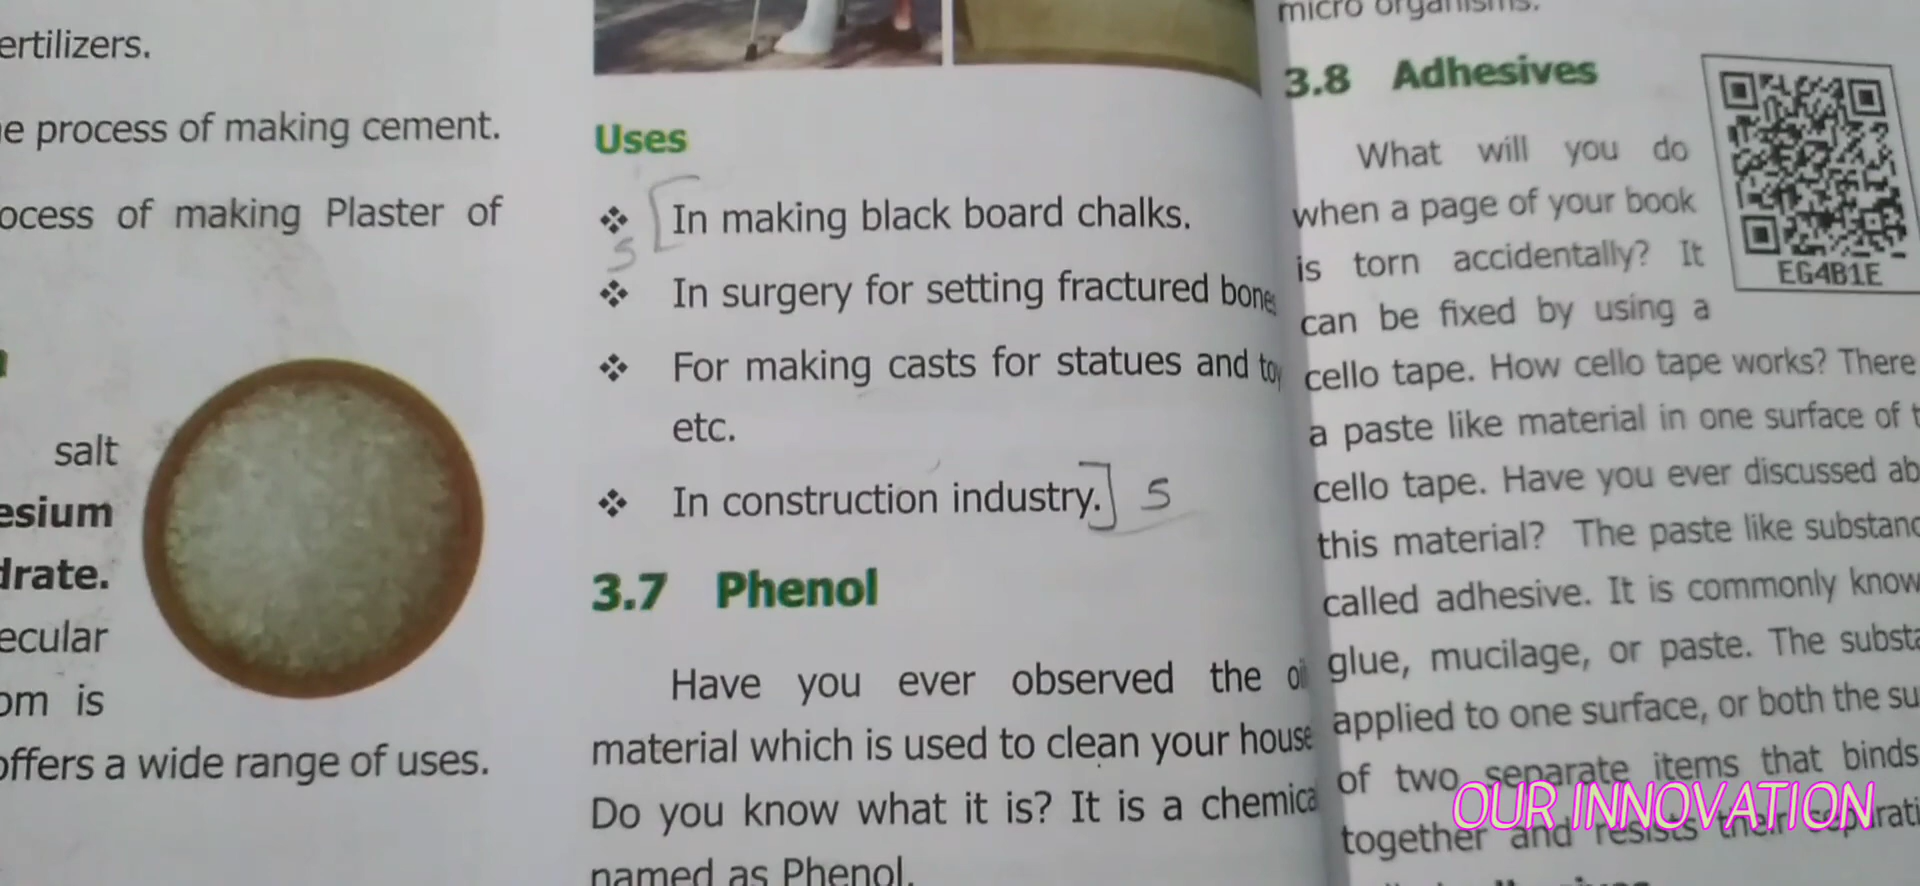 ertilizers.
e process of making cement.
ocess of making Plaster of
salt
esium
drate.
ecular
om is
offers a wide range of uses.
Uses
❖ In making black board chalks.
5
❖ In surgery for setting fractured bones
❖ For making casts for statues and toy
etc.
❖ In construction industry. 5
3.7 Phenol
Have you ever observed the oi
material which is used to clean your house
Do you know what it is? It is a chemica
named as Phenol.
micro organisms.
3.8 Adhesives
EG4B1E
What will you do
when a page of your book
is torn accidentally? It
can be fixed by using a
cello tape. How cello tape works? There
a paste like material in one surface of t
cello tape. Have you ever discussed ab
this material? The paste like substanc
called adhesive. It is commonly know
glue, mucilage, or paste. The substa
applied to one surface, or both the su
of two separate items that binds
together and resists their separati
OUR INNOVATION